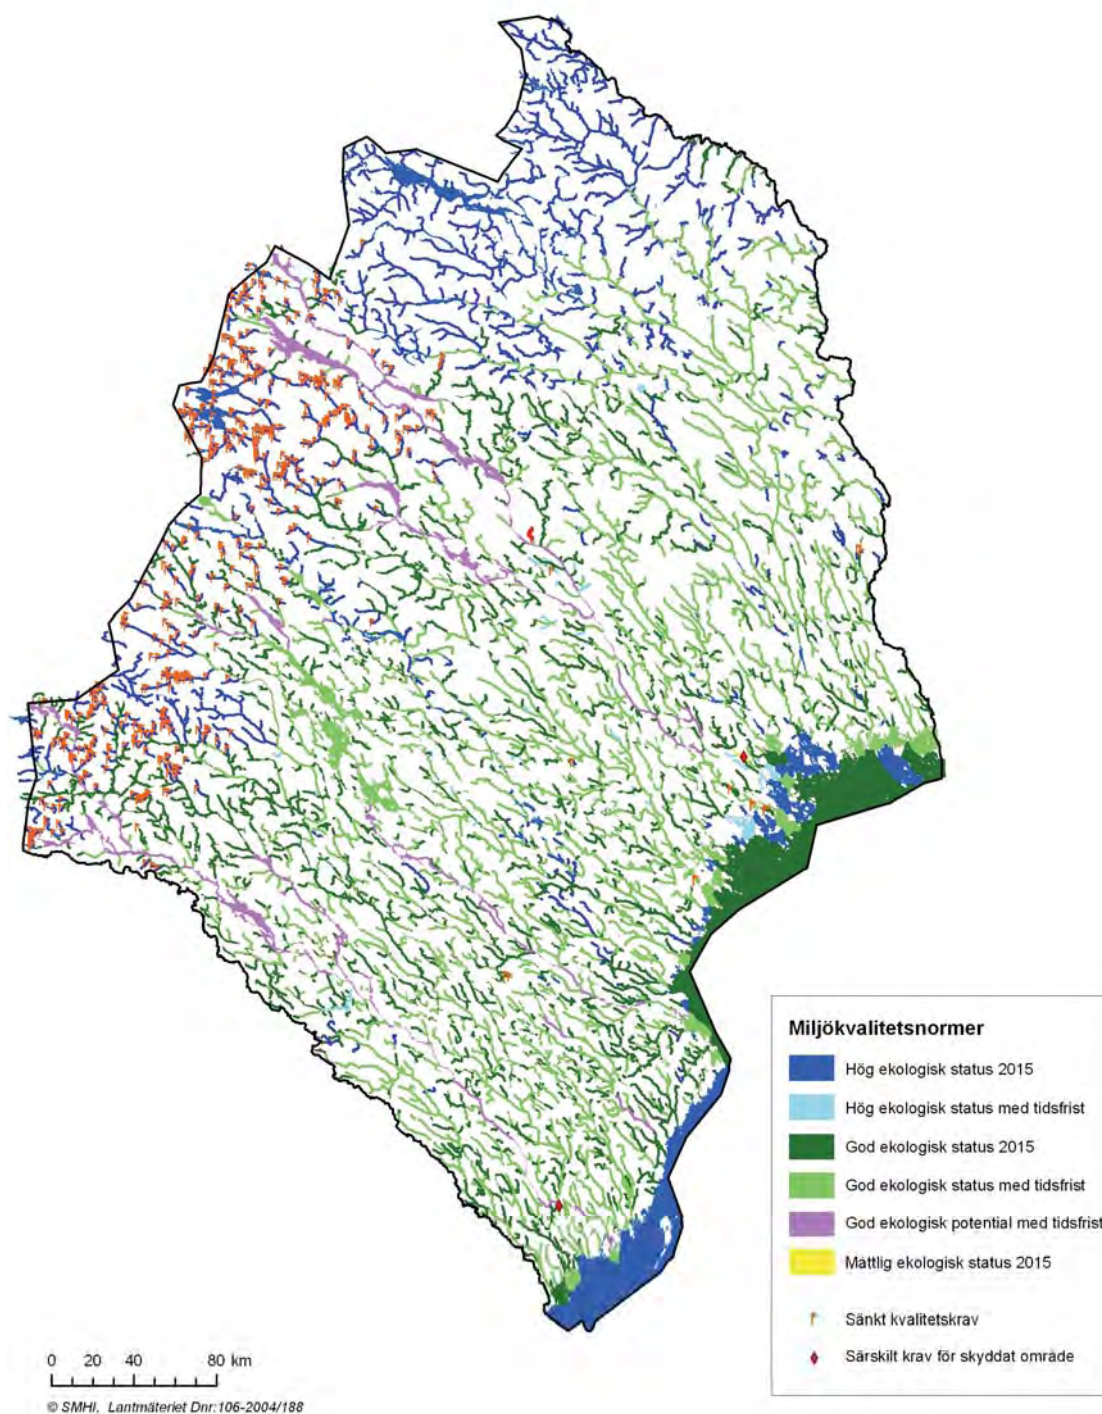 Miljökvalitetsnormer
Hög ekologisk status 2015
Hög ekologisk status med tidsfrist
God ekologisk status 2015
God ekologisk status med tidsfrist
God ekologisk potential med tidsfrist
Måttlig ekologisk status 2015
Sänkt kvalitetskrav
Särskilt krav för skyddat område
0 20 40 80 km
© SMHI, Lantmäteriet Dnr:106-2004/188